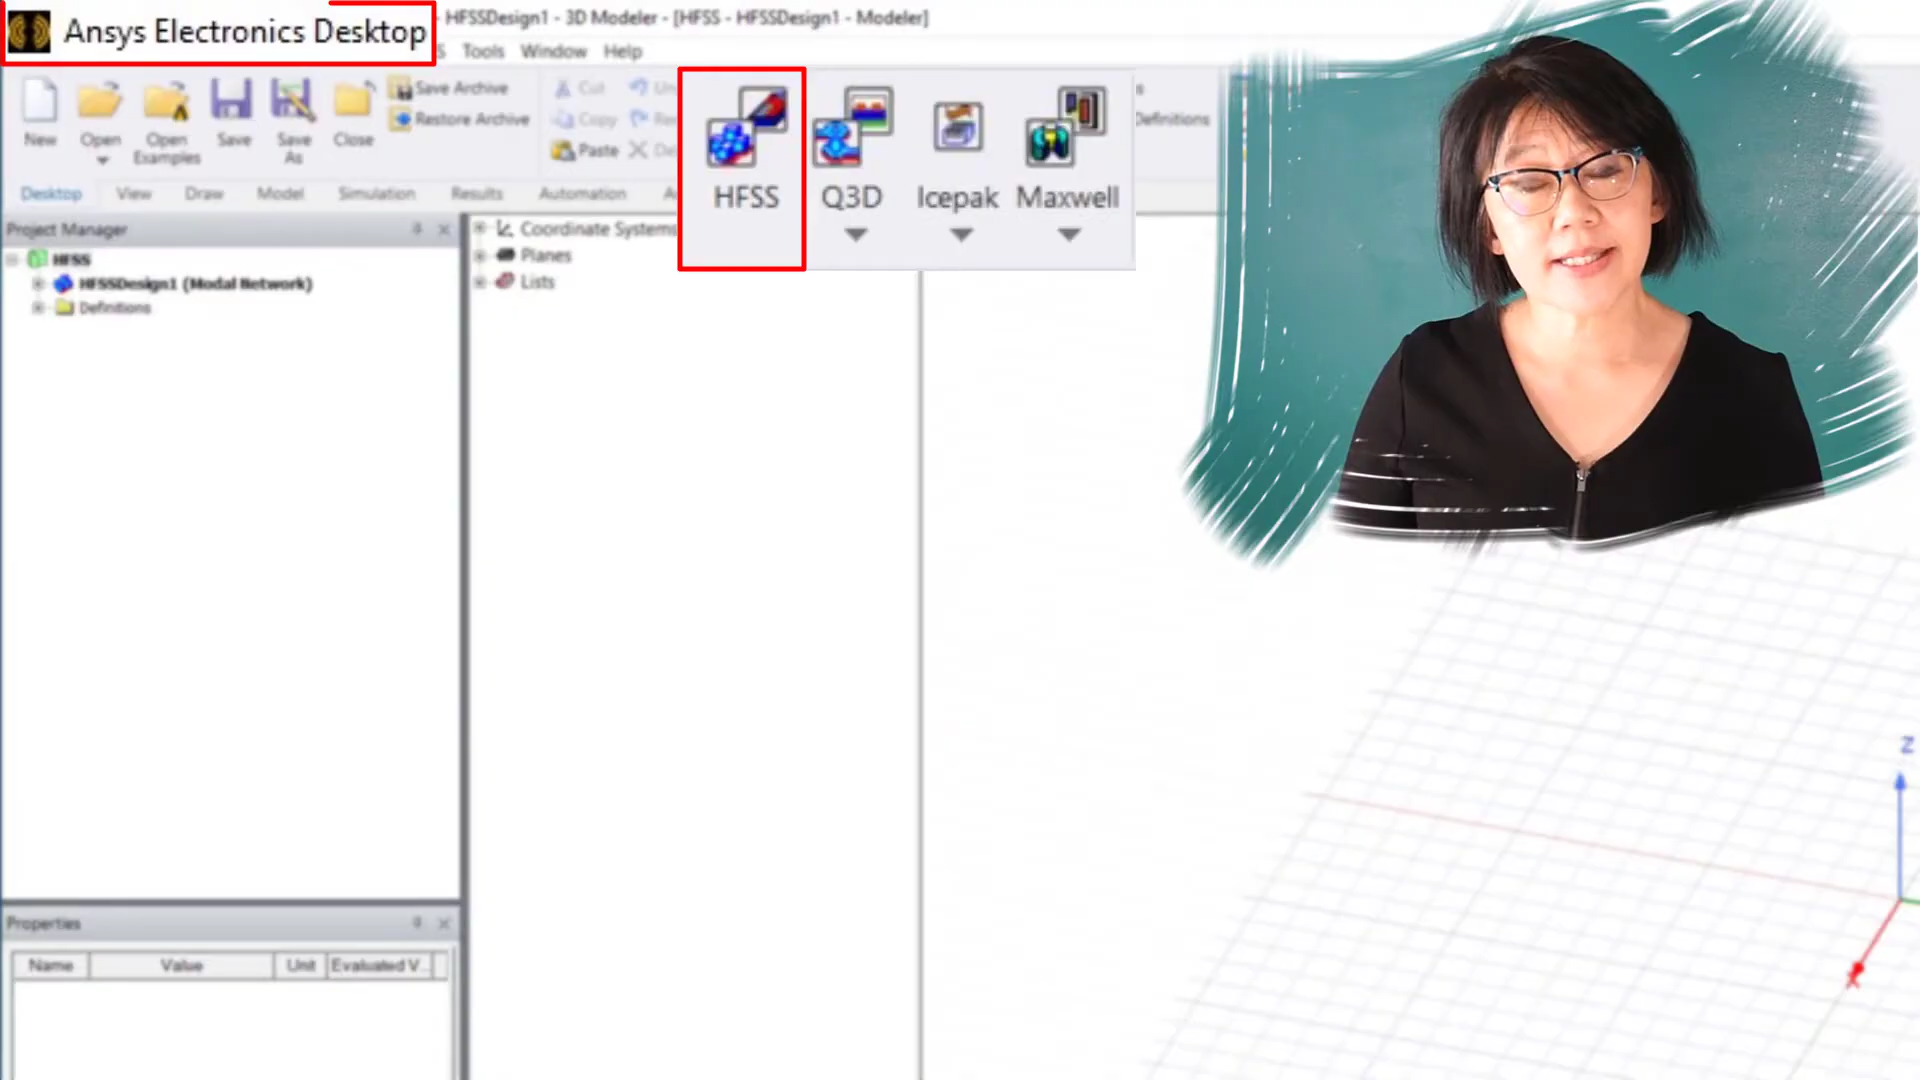 Ansys Electronics Desktop
- HFSSDesign1 - 3D Modeler - [HFSS - HFSSDesign1 - Modeler]
Tools Window Help
New
Open
Open Examples
Save
Save As
Close
Save Archive
Restore Archive
Cut
Copy
Paste
HFSS
Q3D
Icepak
Maxwell
Definitions
Desktop View Draw Model Simulation Results Automation
Project Manager
HFSS
HFSSDesign1 (Modal Network)
Definitions
Coordinate Systems
Planes
Lists
Z
X
Properties
Name Value Unit Evaluated V...